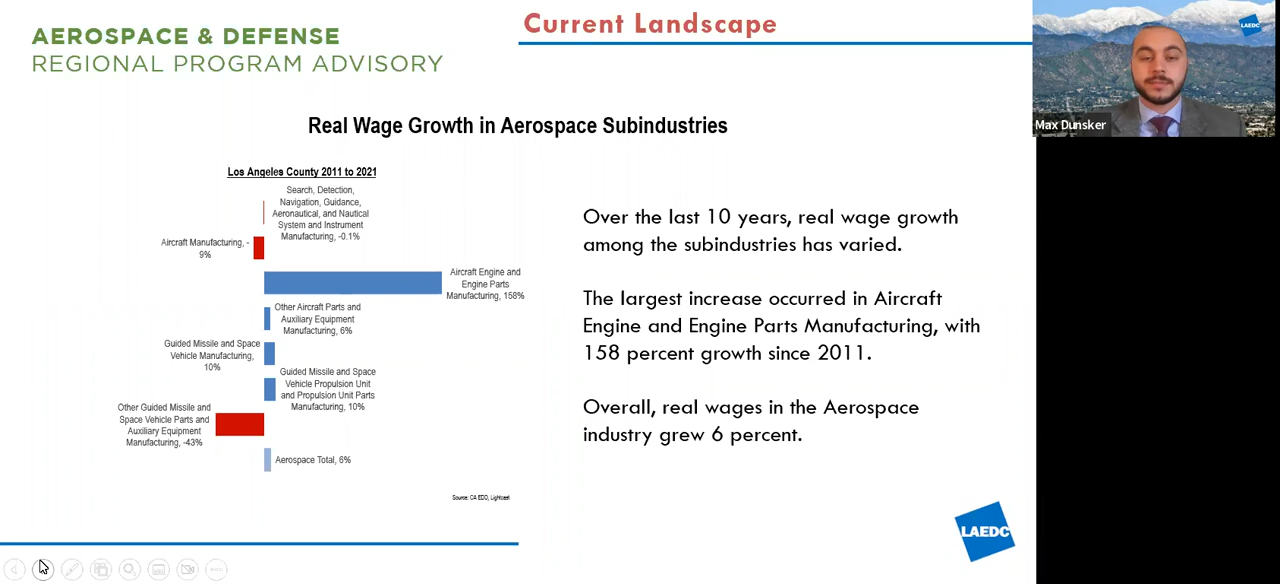 AEROSPACE & DEFENSE
REGIONAL PROGRAM ADVISORY
Current Landscape
LAEDC
Max Dunsker
Real Wage Growth in Aerospace Subindustries
Los Angeles County 2011 to 2021
Search, Detection,
Navigation, Guidance,
Aeronautical, and Nautical
System and Instrument
Manufacturing, -0.1%
Aircraft Manufacturing, -
9%
Aircraft Engine and
Engine Parts
Manufacturing, 158%
Other Aircraft Parts and
Auxiliary Equipment
Manufacturing, 6%
Guided Missile and Space
Vehicle Manufacturing,
10%
Guided Missile and Space
Vehicle Propulsion Unit
and Propulsion Unit Parts
Manufacturing, 10%
Other Guided Missile and
Space Vehicle Parts and
Auxiliary Equipment
Manufacturing, -43%
Aerospace Total, 6%
Source: CA EDD, Lightcast
Over the last 10 years, real wage growth
among the subindustries has varied.
The largest increase occurred in Aircraft
Engine and Engine Parts Manufacturing, with
158 percent growth since 2011.
Overall, real wages in the Aerospace
industry grew 6 percent.
LAEDC